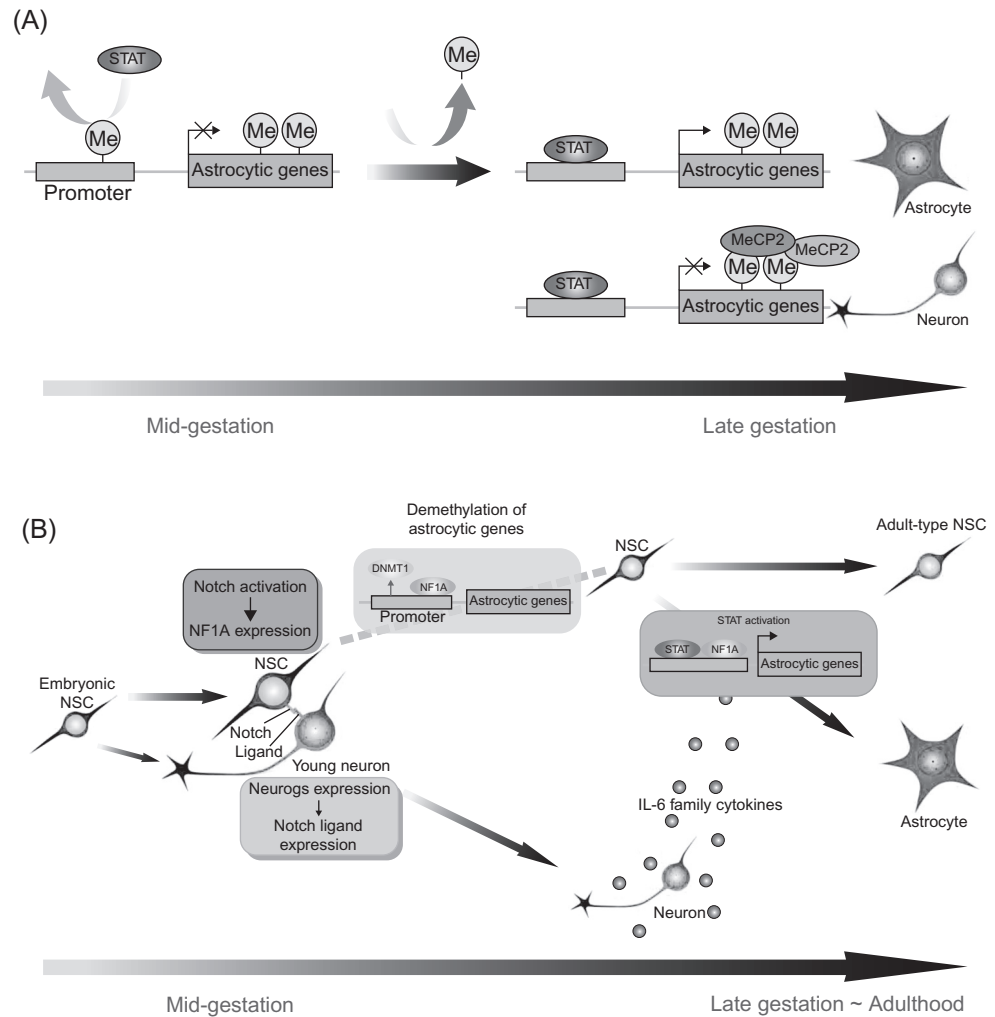 (A)
STAT
Me
Me
Me Me
Promoter
Astrocytic genes
STAT
Me Me
Astrocytic genes
Astrocyte
MeCP2
MeCP2
STAT
Me Me
Astrocytic genes
Neuron
Mid-gestation
Late gestation
(B)
Demethylation of
astrocytic genes
DNMT1
NF1A
Promoter
Astrocytic genes
NSC
Adult-type NSC
Notch activation
NF1A expression
STAT activation
STAT
NF1A
Astrocytic genes
Embryonic
NSC
NSC
Notch
Ligand
Young neuron
Neurogs expression
Notch ligand
expression
IL-6 family cytokines
Astrocyte
Neuron
Mid-gestation
Late gestation ~ Adulthood